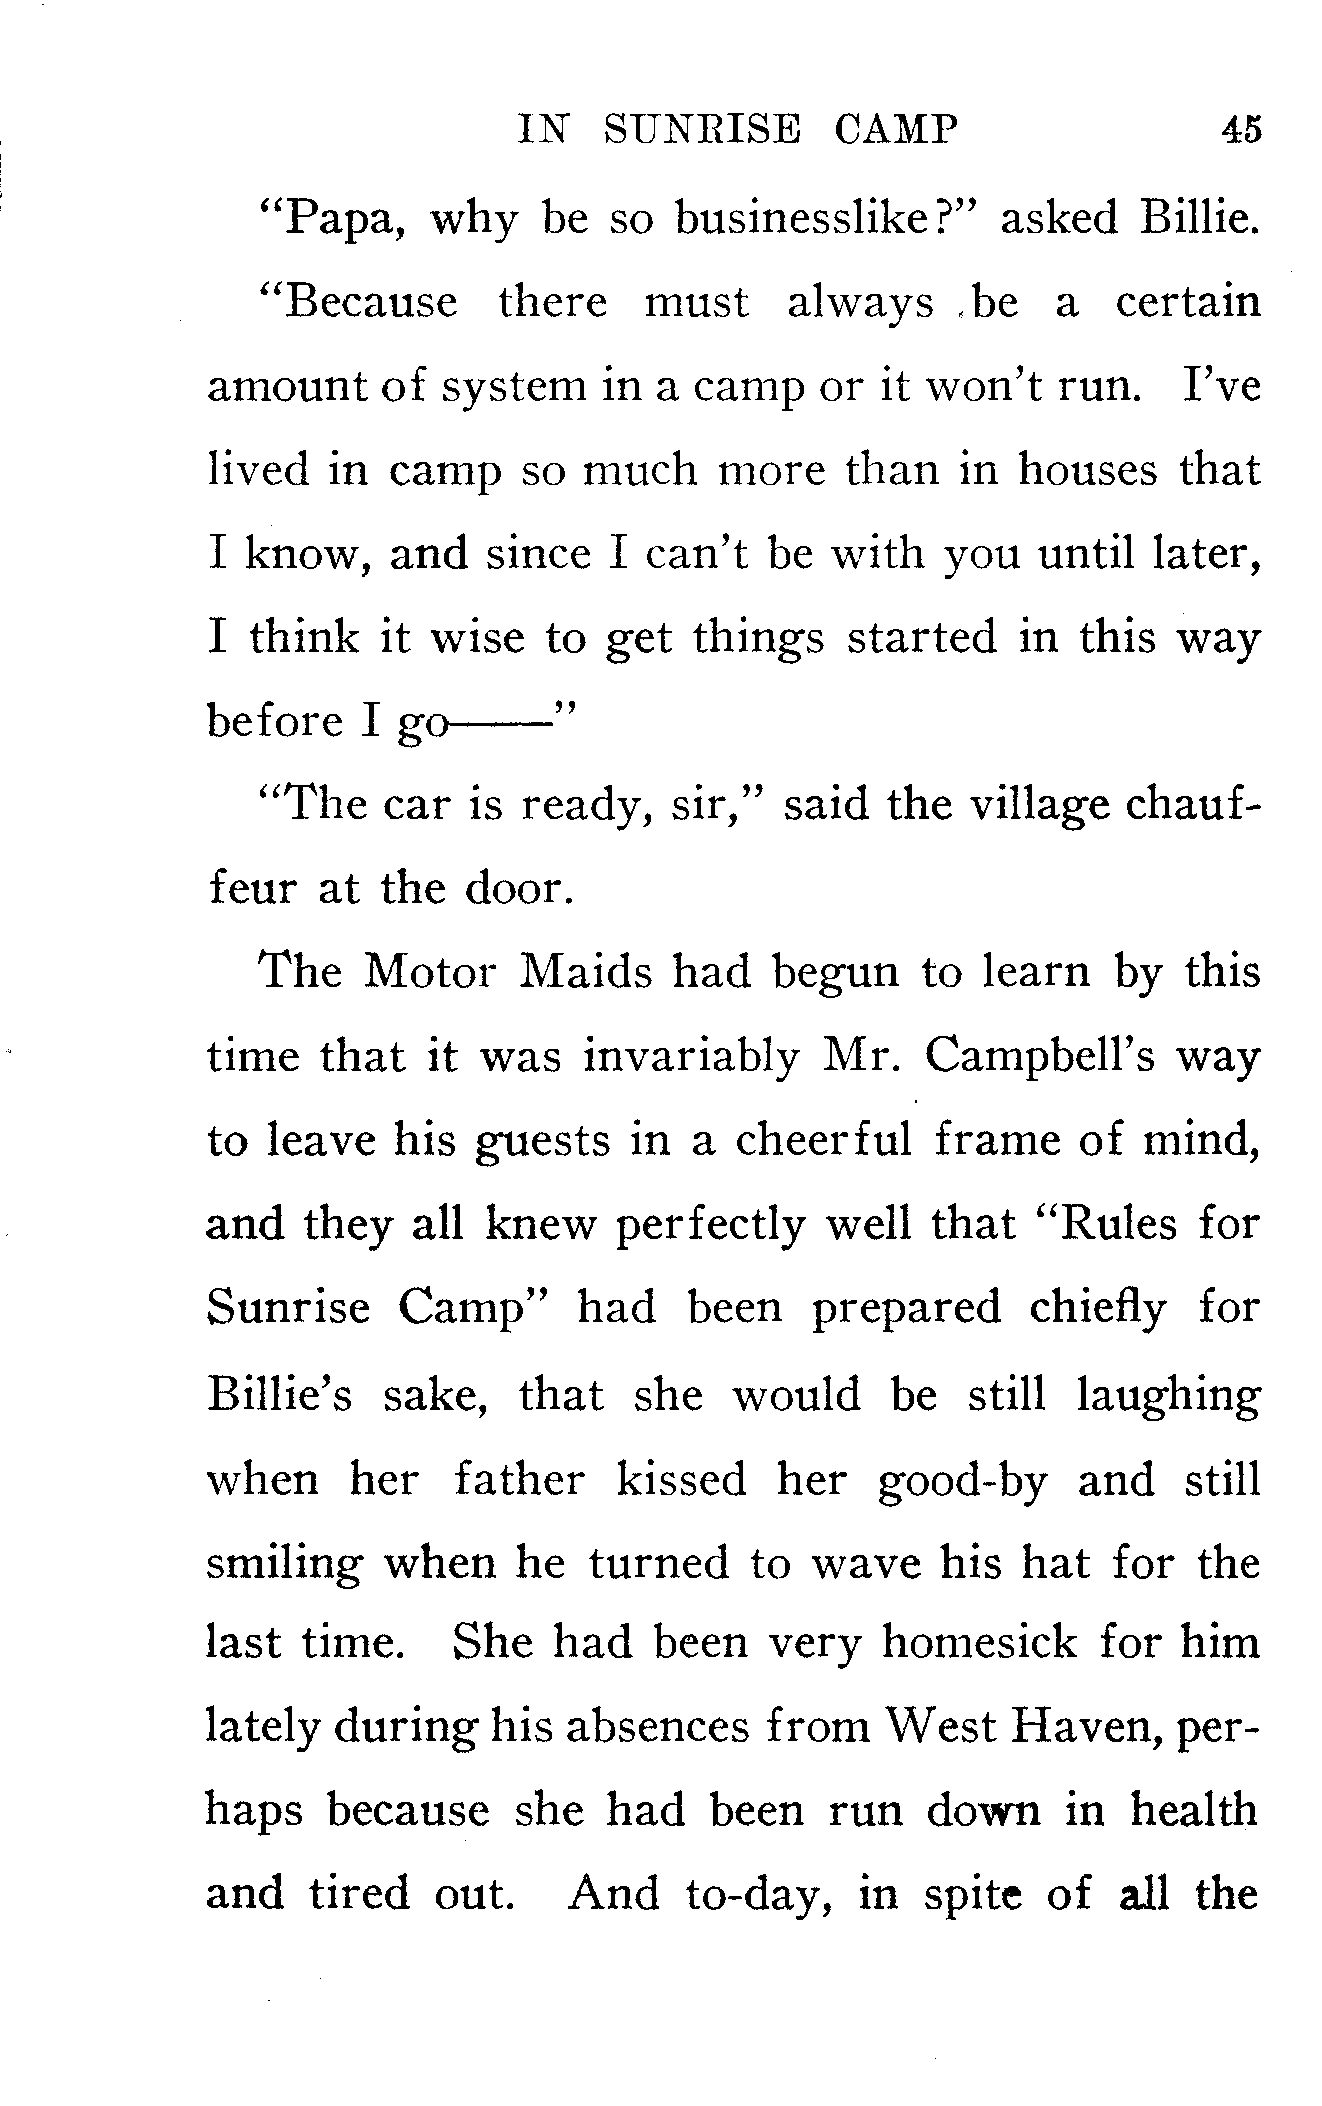 IN SUNRISE CAMP 45
“Papa, why be so businesslike?” asked Billie.
“Because there must always be a certain
amount of system in a camp or it won’t run. I’ve
lived in camp so much more than in houses that
I know, and since I can’t be with you until later,
I think it wise to get things started in this way
before I go——”
“The car is ready, sir,” said the village chauf-
feur at the door.
The Motor Maids had begun to learn by this
time that it was invariably Mr. Campbell’s way
to leave his guests in a cheerful frame of mind,
and they all knew perfectly well that “Rules for
Sunrise Camp” had been prepared chiefly for
Billie’s sake, that she would be still laughing
when her father kissed her good-by and still
smiling when he turned to wave his hat for the
last time. She had been very homesick for him
lately during his absences from West Haven, per-
haps because she had been run down in health
and tired out. And to-day, in spite of all the